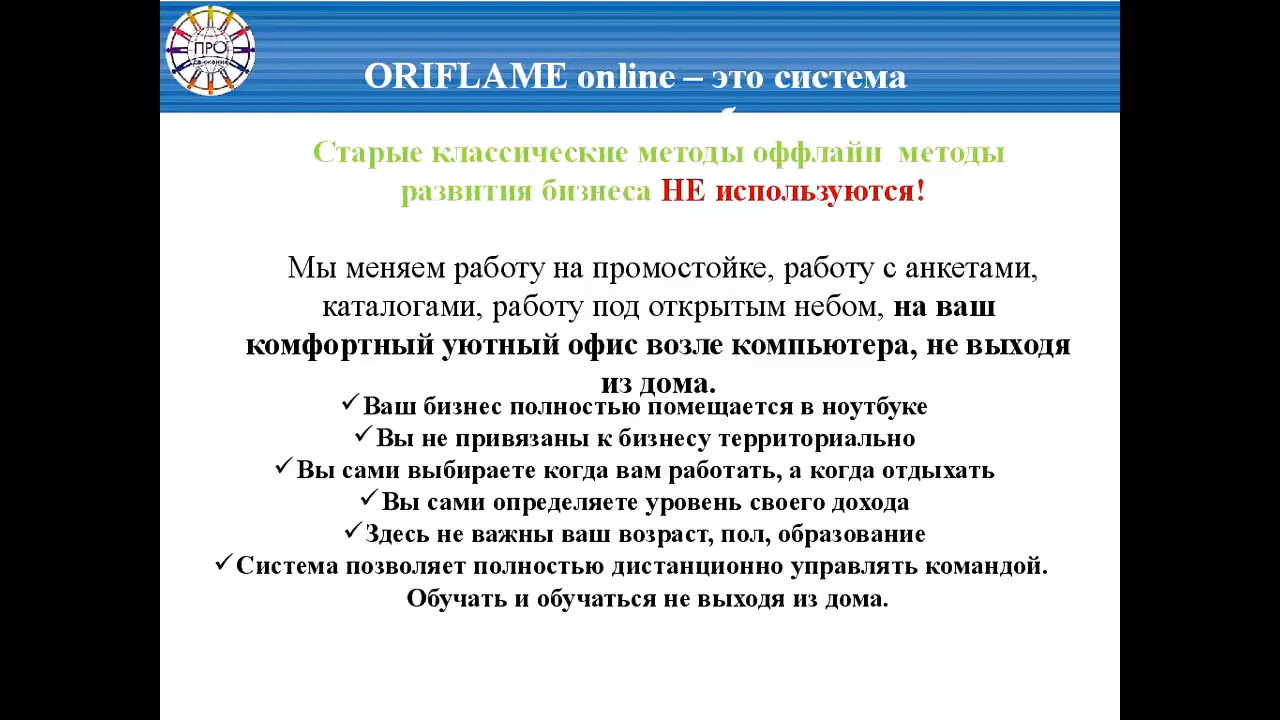 ПРО
Движение
ORIFLAME online – это система
Старые классические методы оффлайн методы
развития бизнеса НЕ используются!
Мы меняем работу на промостойке, работу с анкетами,
каталогами, работу под открытым небом, на ваш
комфортный уютный офис возле компьютера, не выходя
из дома.
✓Ваш бизнес полностью помещается в ноутбуке
✓Вы не привязаны к бизнесу территориально
✓Вы сами выбираете когда вам работать, а когда отдыхать
✓Вы сами определяете уровень своего дохода
✓Здесь не важны ваш возраст, пол, образование
✓Система позволяет полностью дистанционно управлять командой.
Обучать и обучаться не выходя из дома.